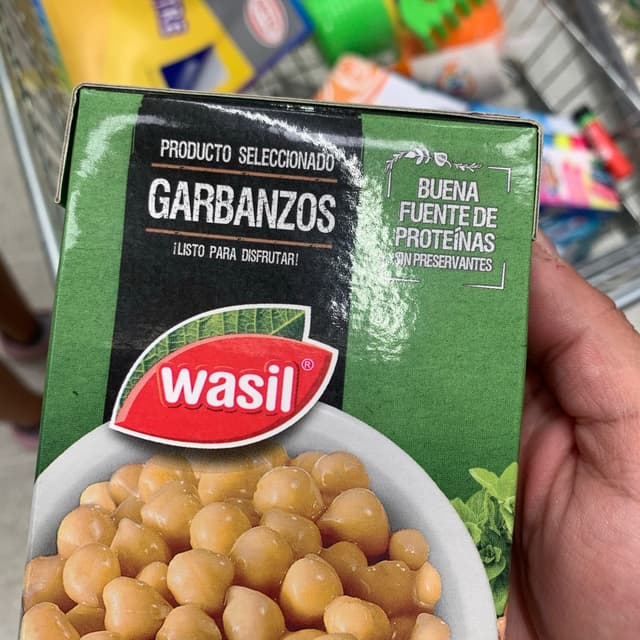 PRODUCTO SELECCIONADO
GARBANZOS
¡LISTO PARA DISFRUTAR!
BUENA
FUENTE DE
PROTEÍNAS
SIN PRESERVANTES
wasil®